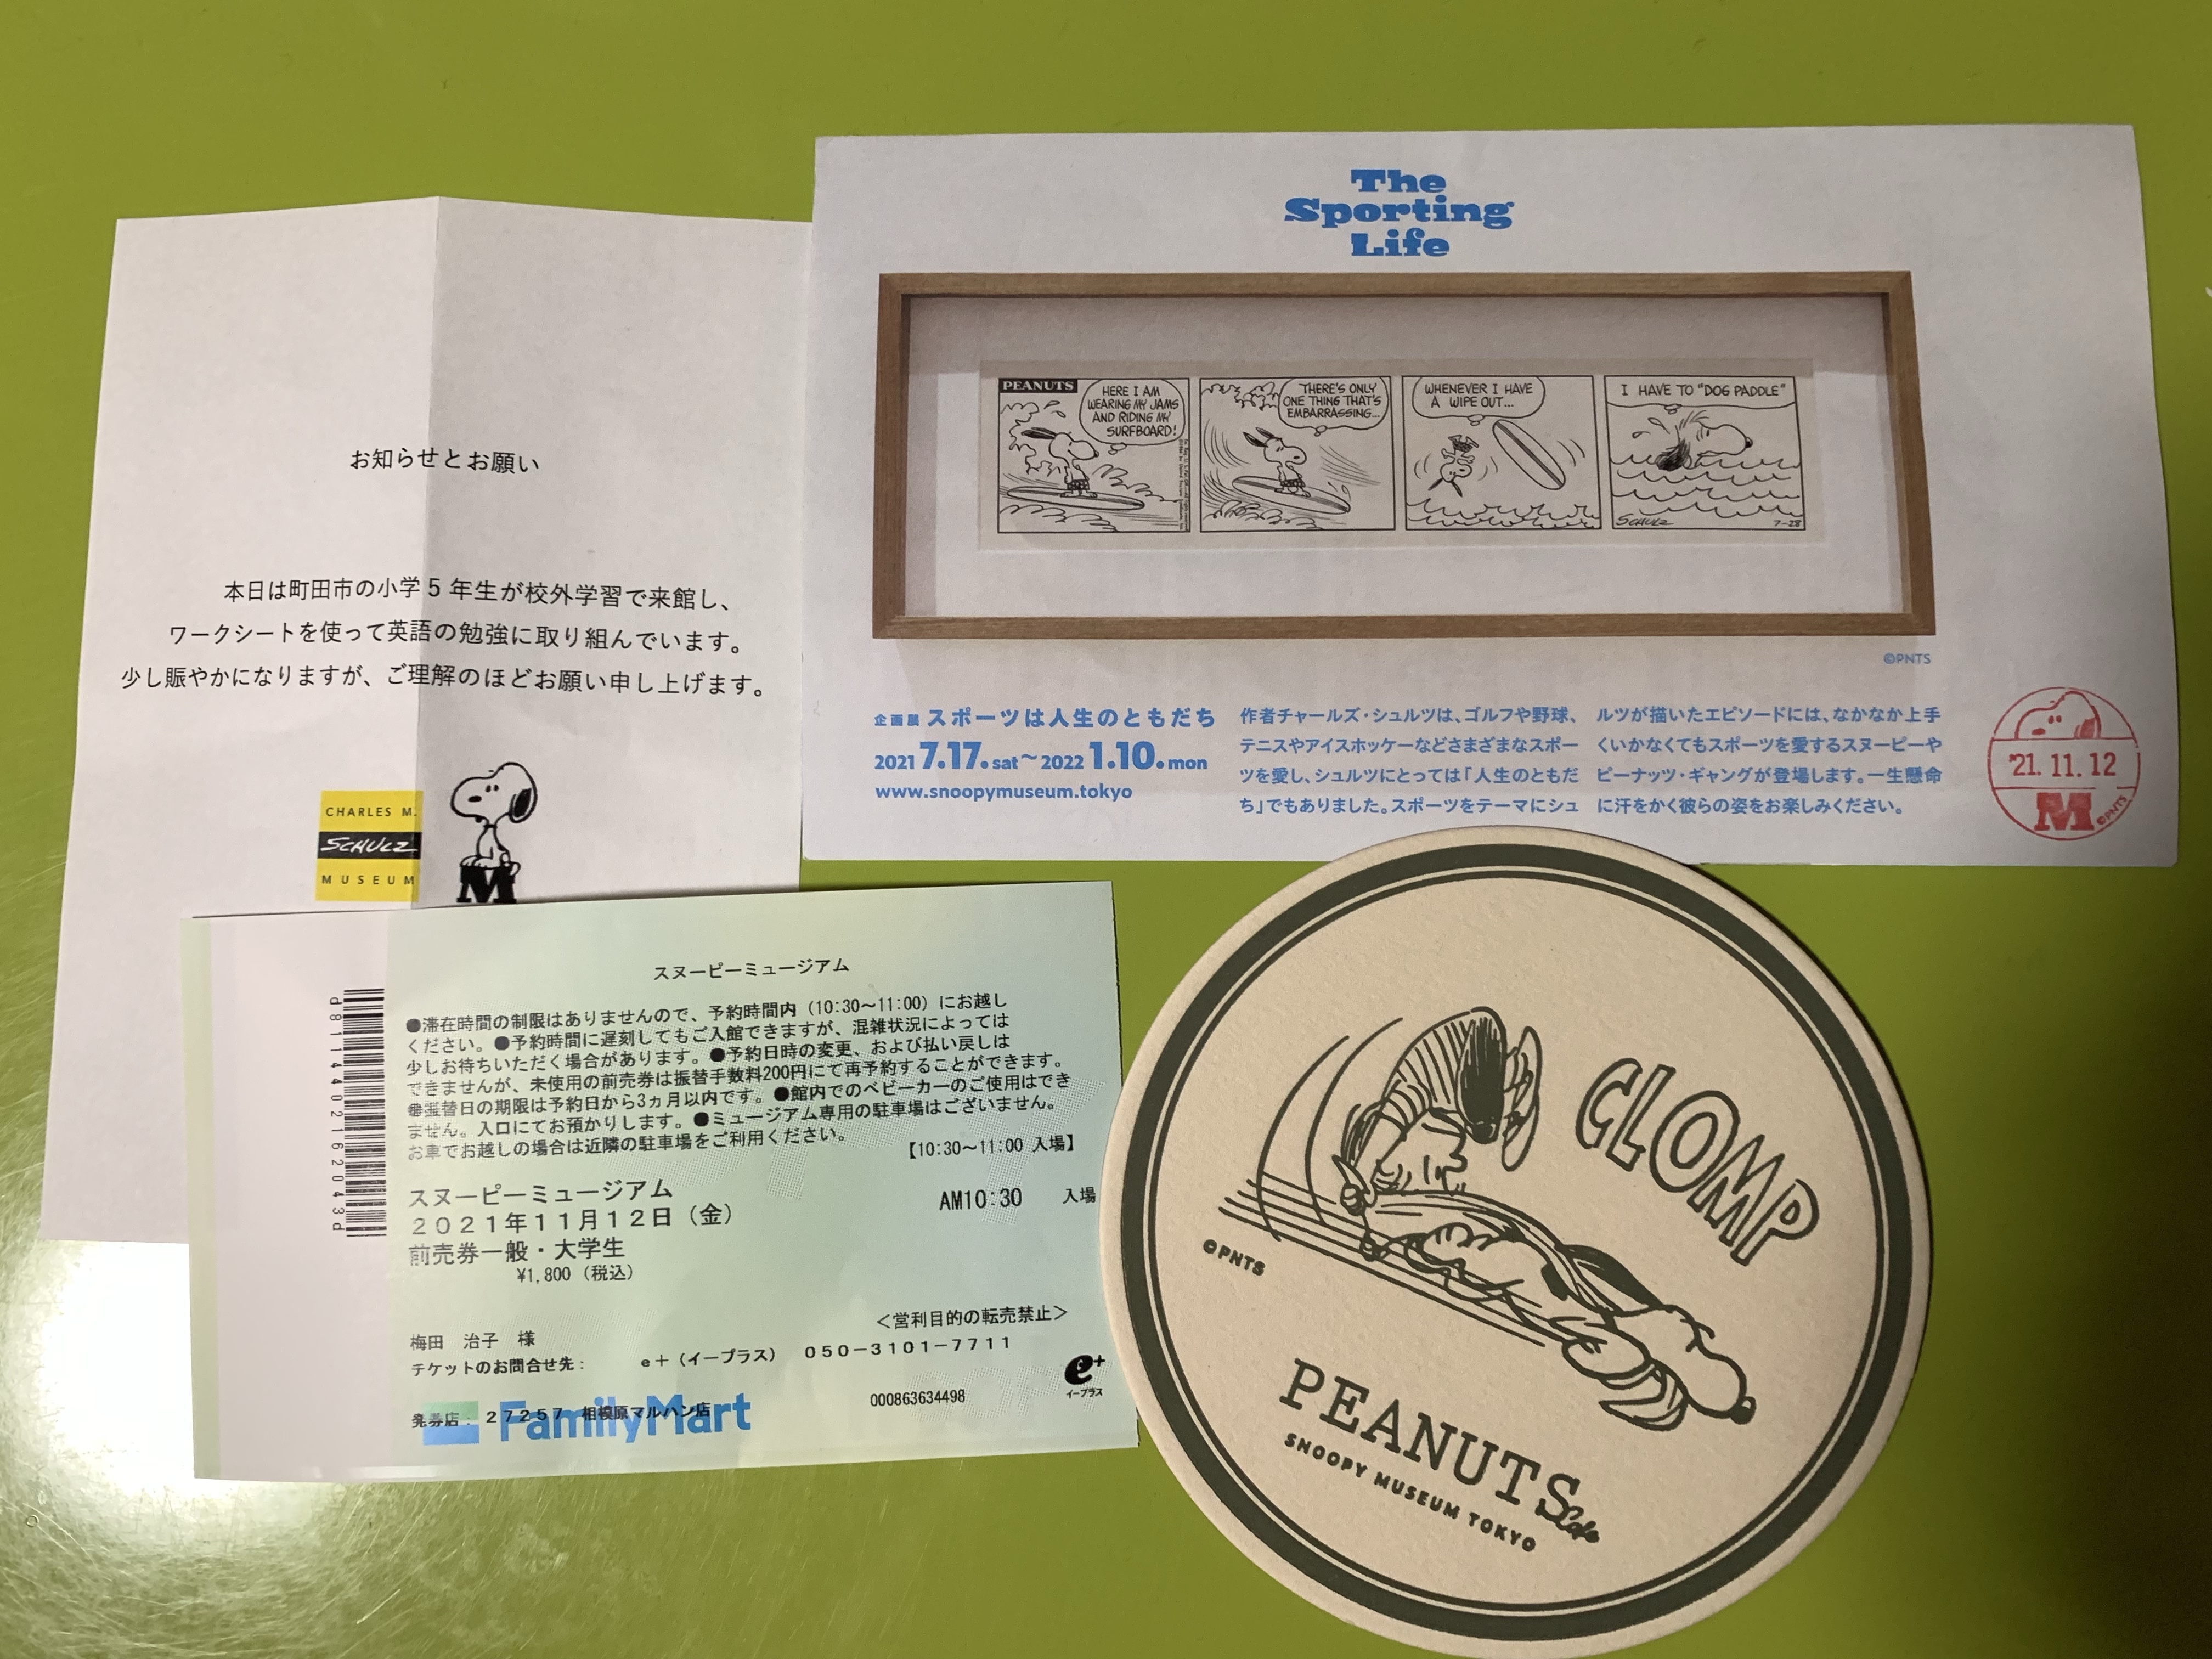 お知らせとお願い
本日は町田市の小学5年生が校外学習で来館し、
ワークシートを使って英語の勉強に取り組んでいます。
少し賑やかになりますが、ご理解のほどお願い申し上げます。
CHARLES M.
SCHULZ
MUSEUM
M
The
Sporting
Life
PEANUTS
HERE I AM
WEARING MY JAMS
AND RIDING MY
SURFBOARD!
THERE'S ONLY
ONE THING THAT'S
EMBARRASSING...
WHENEVER I HAVE
A WIPE OUT...
I HAVE TO "DOG PADDLE"
SCHULZ
7-28
©PNTS
企画展 スポーツは人生のともだち
2021 7.17.sat〜2022 1.10.mon
www.snoopymuseum.tokyo
作者チャールズ・シュルツは、ゴルフや野球、
テニスやアイスホッケーなどさまざまなスポー
ツを愛し、シュルツにとっては「人生のともだ
ち」でもありました。スポーツをテーマにシュ
ルツが描いたエピソードには、なかなか上手
くいかなくてもスポーツを愛するスヌーピーや
ピーナッツ・ギャングが登場します。一生懸命
に汗をかく彼らの姿をお楽しみください。
'21.11.12
M
©PNTS
スヌーピーミュージアム
●滞在時間の制限はありませんので、予約時間内（10:30〜11:00）にお越し
ください。●予約時間に遅刻してもご入館できますが、混雑状況によっては
少しお待ちいただく場合があります。●予約日時の変更、および払い戻しは
できませんが、未使用の前売券は振替手数料200円にて再予約することができます。
●振替日の期限は予約日から3ヵ月以内です。●館内でのベビーカーのご使用はでき
ません。入口にてお預かりします。●ミュージアム専用の駐車場はございません。
お車でお越しの場合は近隣の駐車場をご利用ください。
【10:30〜11:00 入場】
スヌーピーミュージアム
AM10:30 入場
2021年11月12日（金）
前売券一般・大学生
¥1,800（税込）
＜営利目的の転売禁止＞
梅田 治子 様
チケットのお問合せ先： e＋（イープラス） 050-3101-7711
e+
イープラス
000863634498
発券店：27257 相模原マルハン店
FamilyMart
d8114402162043d
CLOMP
©PNTS
PEANUTS Cafe
SNOOPY MUSEUM TOKYO